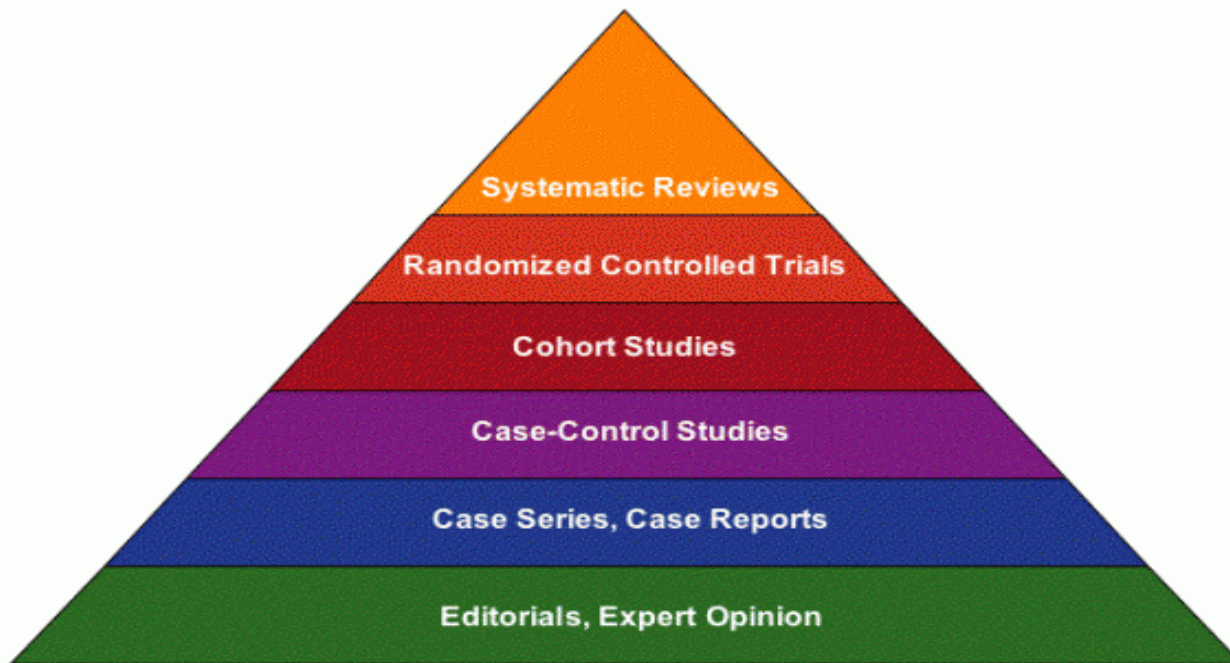 Systematic Reviews
Randomized Controlled Trials
Cohort Studies
Case-Control Studies
Case Series, Case Reports
Editorials, Expert Opinion